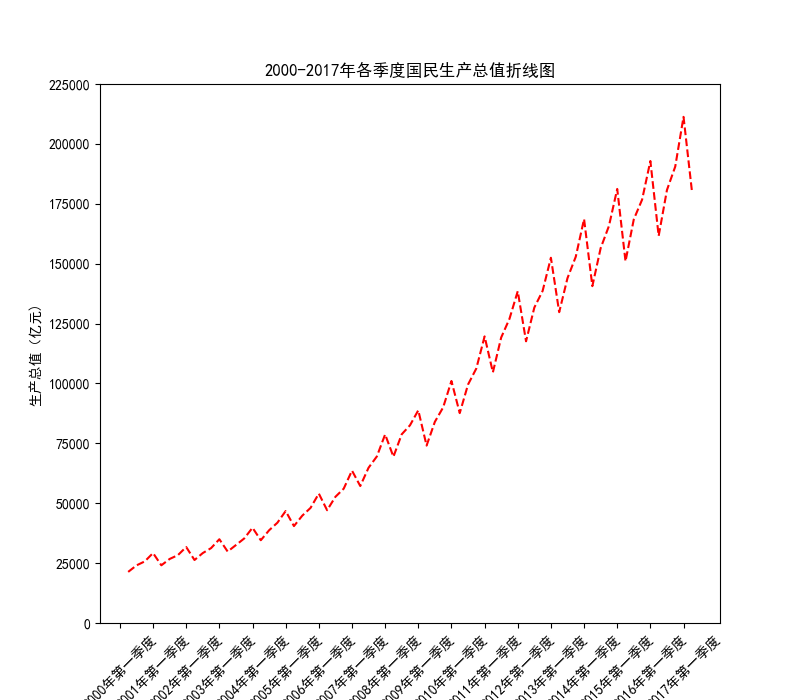 2000-2017年各季度国民生产总值折线图
225000
200000
175000
150000
125000
100000
75000
50000
25000
0
生产总值（亿元）
2000年第一季度
2001年第一季度
2002年第一季度
2003年第一季度
2004年第一季度
2005年第一季度
2006年第一季度
2007年第一季度
2008年第一季度
2009年第一季度
2010年第一季度
2011年第一季度
2012年第一季度
2013年第一季度
2014年第一季度
2015年第一季度
2016年第一季度
2017年第一季度